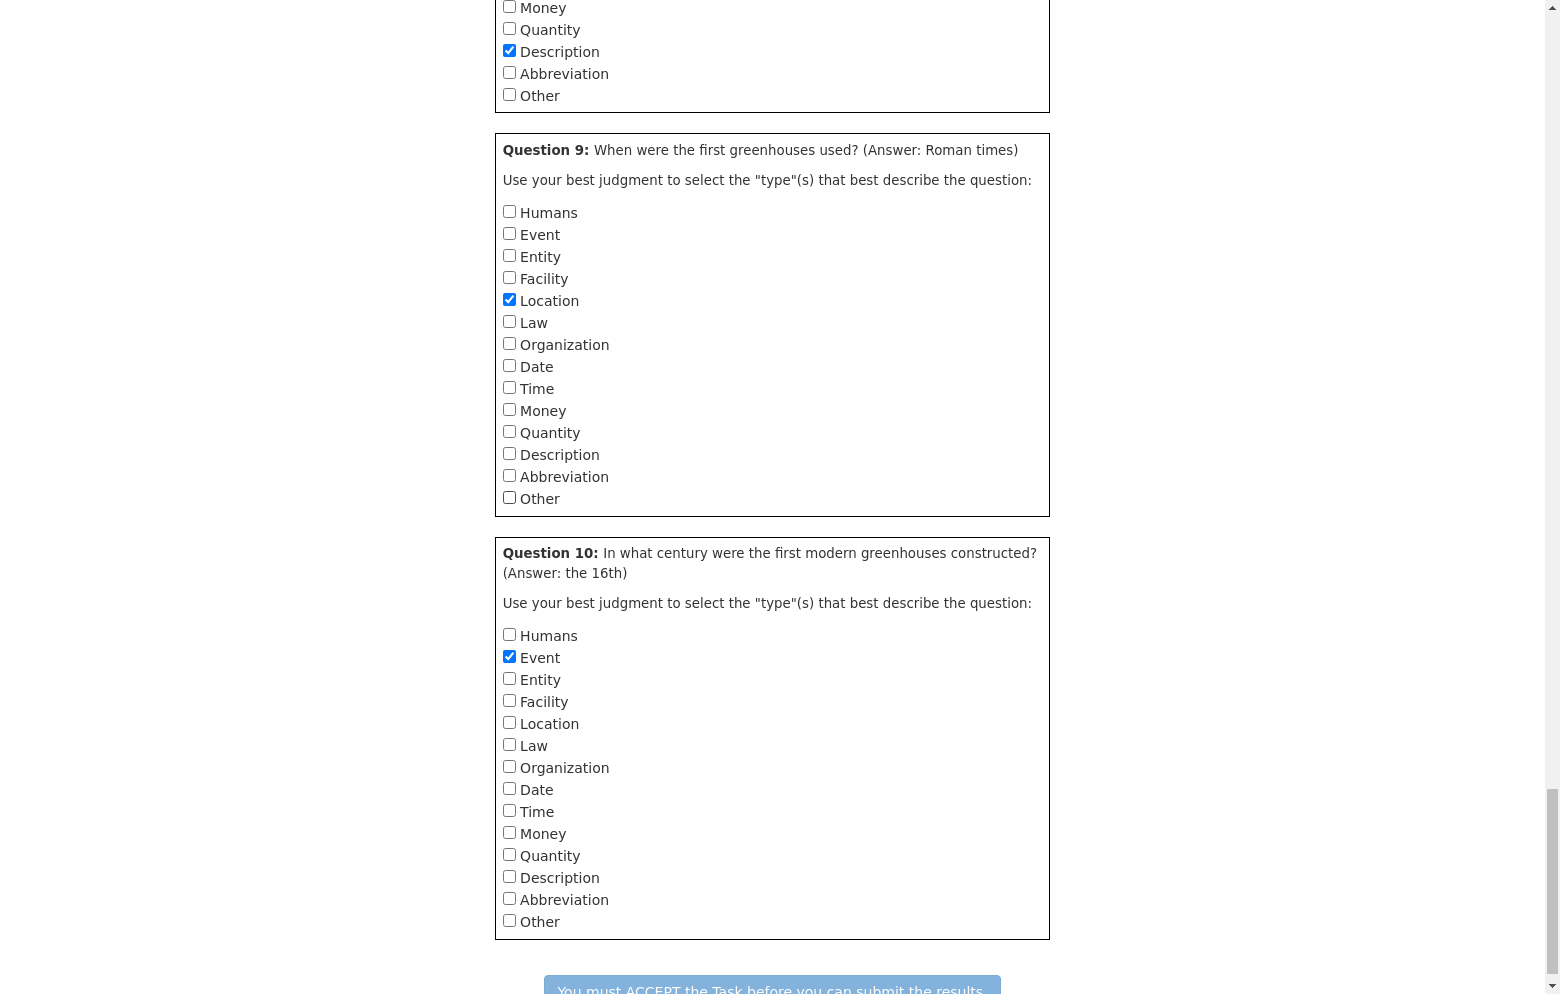 Money
Quantity
Description
Abbreviation
Other
Question 9: When were the first greenhouses used? (Answer: Roman times)
Use your best judgment to select the "type"(s) that best describe the question:
Humans
Event
Entity
Facility
Location
Law
Organization
Date
Time
Money
Quantity
Description
Abbreviation
Other
Question 10: In what century were the first modern greenhouses constructed?
(Answer: the 16th)
Use your best judgment to select the "type"(s) that best describe the question:
Humans
Event
Entity
Facility
Location
Law
Organization
Date
Time
Money
Quantity
Description
Abbreviation
Other
You must ACCEPT the Task before you can submit the results.